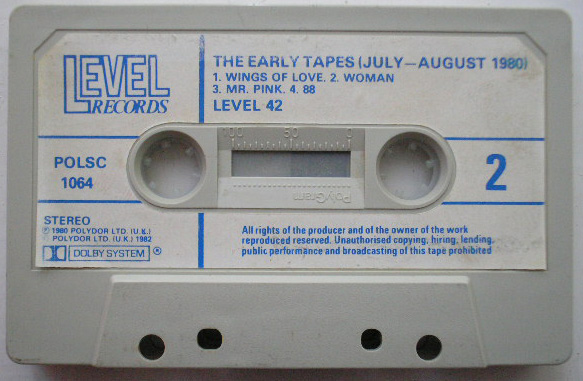 LEVEL
RECORDS
THE EARLY TAPES (JULY—AUGUST 1980)
1. WINGS OF LOVE. 2. WOMAN
3. MR. PINK. 4. 88
LEVEL 42
100 50 0
PolyGram
POLSC
1064
2
STEREO
℗ 1980 POLYDOR LTD. (U.K.)
© POLYDOR LTD. (U.K.) 1982
DOLBY SYSTEM ®
All rights of the producer and of the owner of the work
reproduced reserved. Unauthorised copying, hiring, lending,
public performance and broadcasting of this tape prohibited